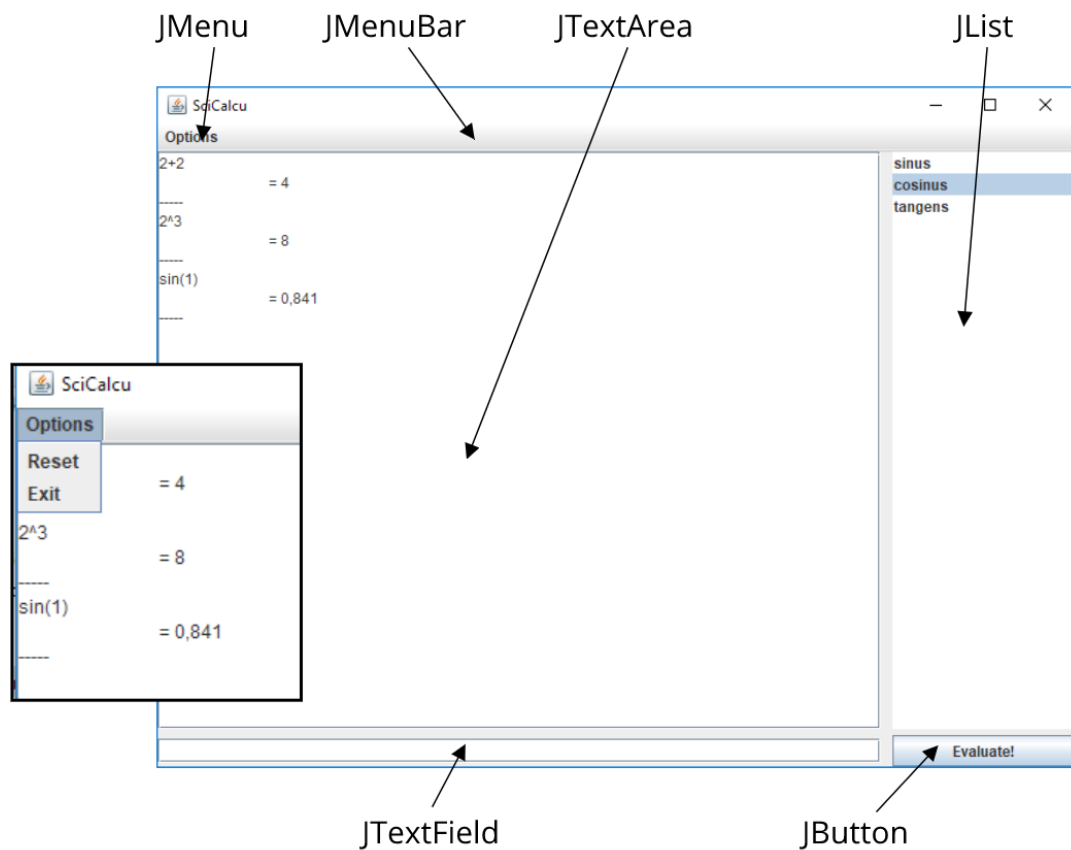 JMenu JMenuBar JTextArea JList
SciCalcu
Options
2+2
= 4
-----
2^3
= 8
-----
sin(1)
= 0,841
-----
sinus
cosinus
tangens
SciCalcu
Options
Reset
Exit
= 4
2^3
= 8
-----
sin(1)
= 0,841
-----
Evaluate!
JTextField JButton